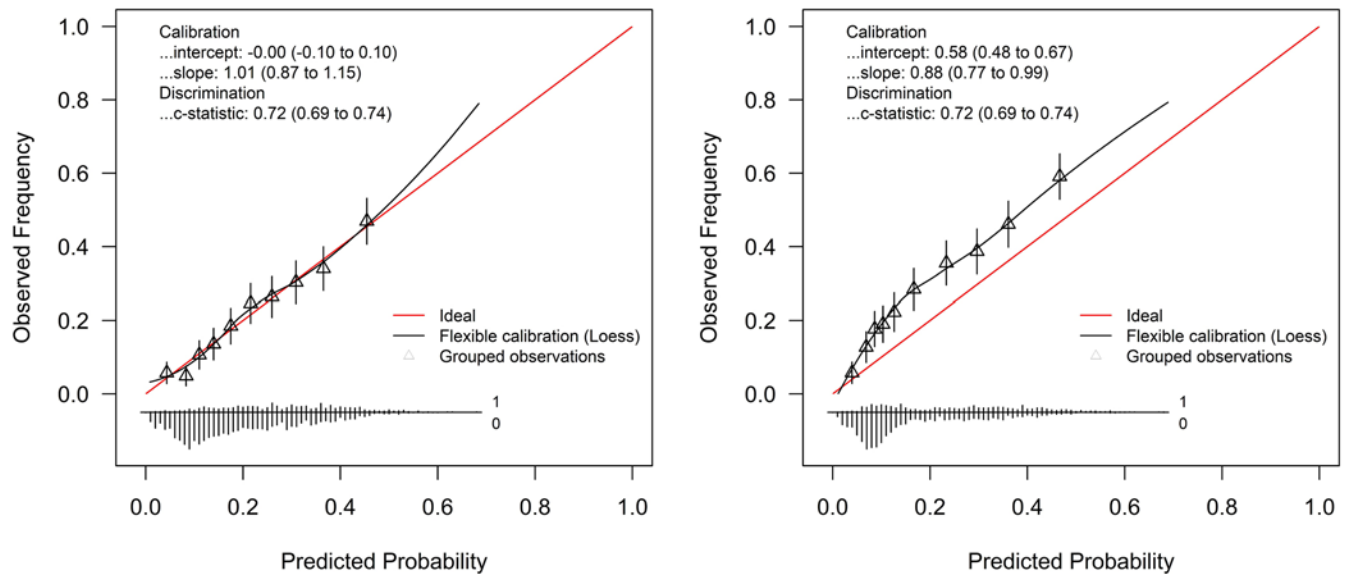 Calibration
...intercept: -0.00 (-0.10 to 0.10)
...slope: 1.01 (0.87 to 1.15)
Discrimination
...c-statistic: 0.72 (0.69 to 0.74)
1.0
0.8
0.6
0.4
0.2
0.0
Observed Frequency
Ideal
Flexible calibration (Loess)
Grouped observations
1
0
0.0 0.2 0.4 0.6 0.8 1.0
Predicted Probability
Calibration
...intercept: 0.58 (0.48 to 0.67)
...slope: 0.88 (0.77 to 0.99)
Discrimination
...c-statistic: 0.72 (0.69 to 0.74)
1.0
0.8
0.6
0.4
0.2
0.0
Observed Frequency
Ideal
Flexible calibration (Loess)
Grouped observations
1
0
0.0 0.2 0.4 0.6 0.8 1.0
Predicted Probability